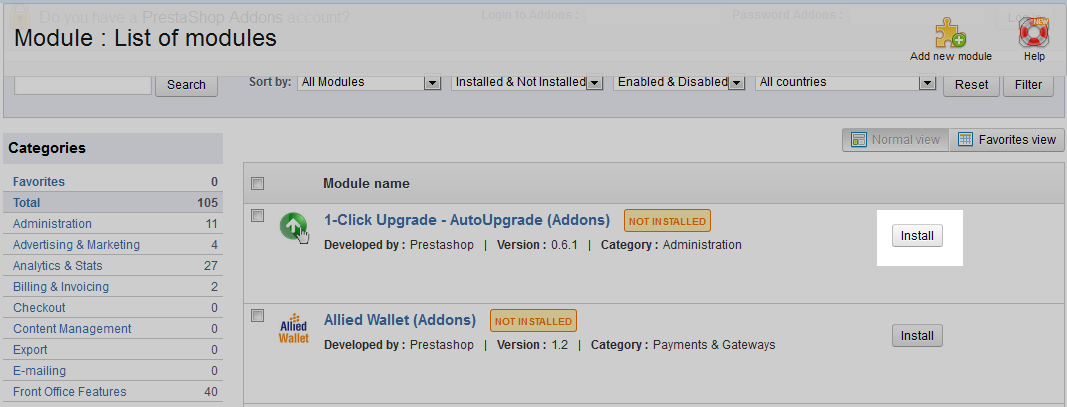 Do you have a PrestaShop Addons account?
Login to Addons :
Password Addons :
Module : List of modules
NEW
Add new module
Help
Search
Sort by:
All Modules
Installed & Not Installed
Enabled & Disabled
All countries
Reset
Filter
Normal view
Favorites view
Categories
Favorites 0
Total 105
Administration 11
Advertising & Marketing 4
Analytics & Stats 27
Billing & Invoicing 2
Checkout 0
Content Management 0
Export 0
E-mailing 0
Front Office Features 40
Module name
1-Click Upgrade - AutoUpgrade (Addons) NOT INSTALLED
Developed by : Prestashop | Version : 0.6.1 | Category : Administration
Install
Allied Wallet
Allied Wallet (Addons) NOT INSTALLED
Developed by : Prestashop | Version : 1.2 | Category : Payments & Gateways
Install